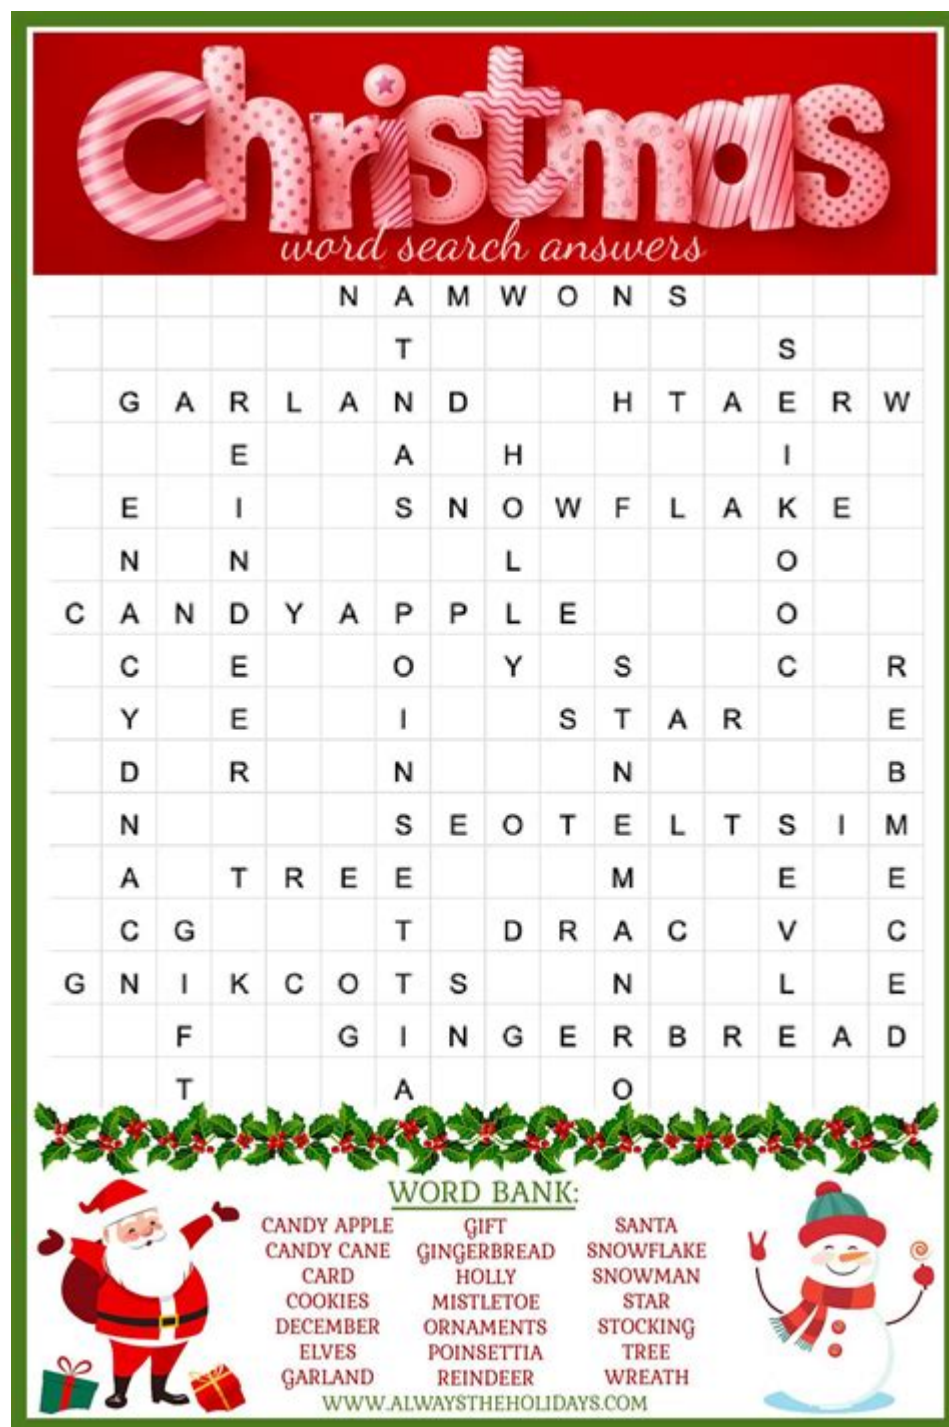 Christmas
word search answers
N A M W O N S
T S
G A R L A N D H T A E R W
E A H I
E I S N O W F L A K E
N N L O
C A N D Y A P P L E O
C E O Y S C R
Y E I S T A R E
D R N N B
N S E O T E L T S I M
A T R E E M E E
C G T D R A C V C
G N I K C O T S N L E
F G I N G E R B R E A D
T A O
WORD BANK:
CANDY APPLE GIFT SANTA
CANDY CANE GINGERBREAD SNOWFLAKE
CARD HOLLY SNOWMAN
COOKIES MISTLETOE STAR
DECEMBER ORNAMENTS STOCKING
ELVES POINSETTIA TREE
GARLAND REINDEER WREATH
WWW.ALWAYSTHEHOLIDAYS.COM